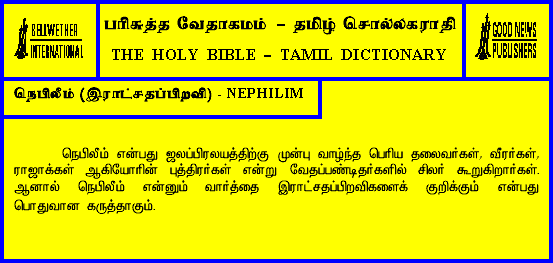 BELLWETHER
INTERNATIONAL
பரிசுத்த வேதாகமம் – தமிழ் சொல்லகராதி
THE HOLY BIBLE – TAMIL DICTIONARY
GOOD NEWS
PUBLISHERS
நெபிலீம் (இராட்சதப்பிறவி) - NEPHILIM
நெபிலீம் என்பது ஜலப்பிரலயத்திற்கு முன்பு வாழ்ந்த பெரிய தலைவர்கள், வீரர்கள்,
ராஜாக்கள் ஆகியோரின் புத்திரர்கள் என்று வேதப்பண்டிதர்களில் சிலர் கூறுகிறார்கள்.
ஆனால் நெபிலீம் என்னும் வார்த்தை இராட்சதப்பிறவிகளைக் குறிக்கும் என்பது
பொதுவான கருத்தாகும்.